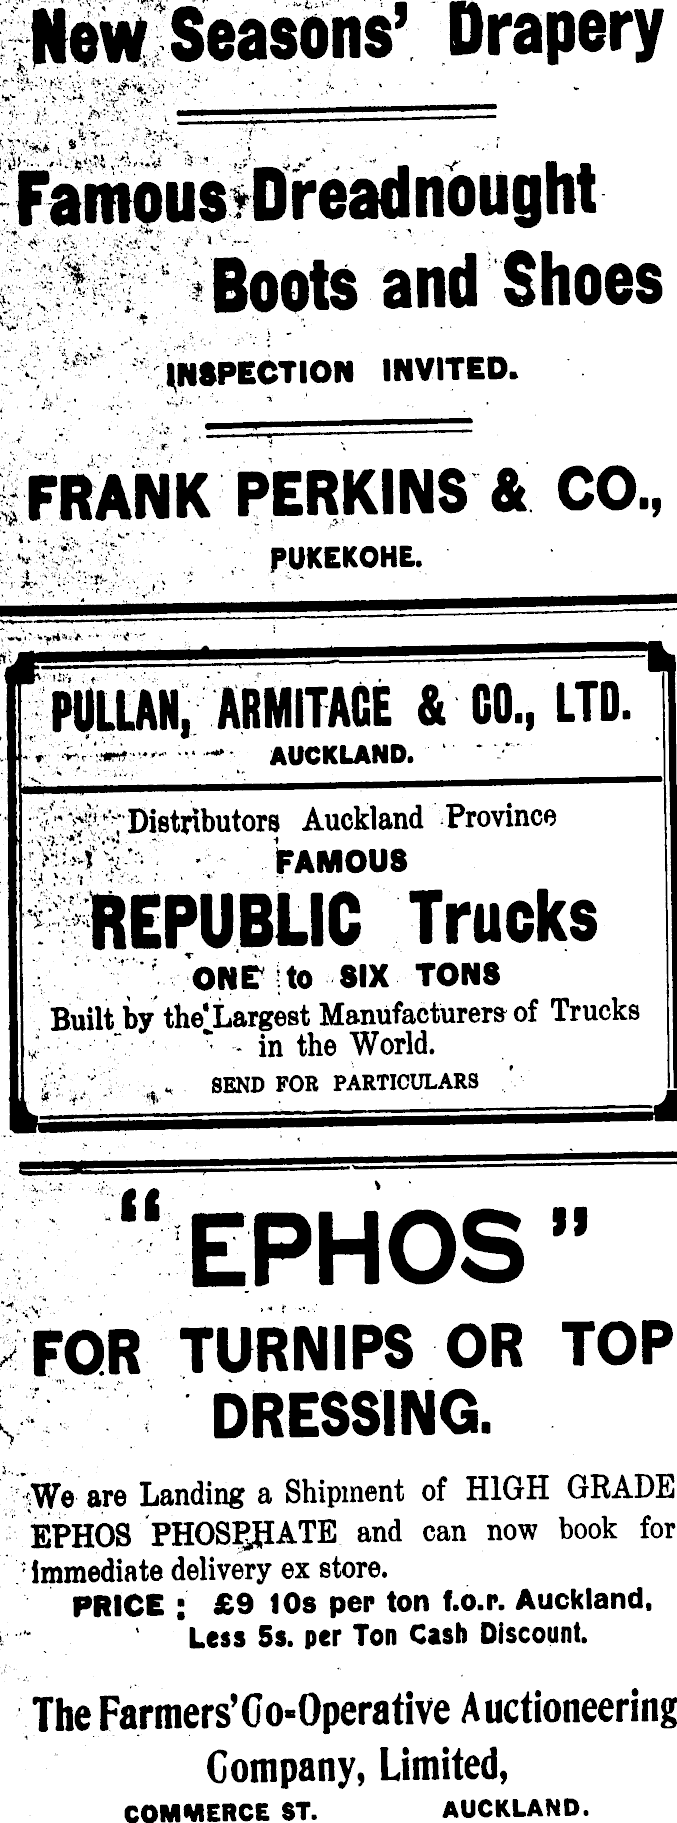 New Seasons' Drapery
Famous Dreadnought
Boots and Shoes
INSPECTION INVITED.
FRANK PERKINS & CO.,
PUKEKOHE.
PULLAN, ARMITAGE & CO., LTD.
AUCKLAND.
Distributors Auckland Province
FAMOUS
REPUBLIC Trucks
ONE to SIX TONS
Built by the Largest Manufacturers of Trucks
in the World.
SEND FOR PARTICULARS
"EPHOS"
FOR TURNIPS OR TOP
DRESSING.
We are Landing a Shipment of HIGH GRADE
EPHOS PHOSPHATE and can now book for
immediate delivery ex store.
PRICE: £9 10s per ton f.o.r. Auckland,
Less 5s. per Ton Cash Discount.
The Farmers' Co-Operative Auctioneering
Company, Limited,
COMMERCE ST. AUCKLAND.